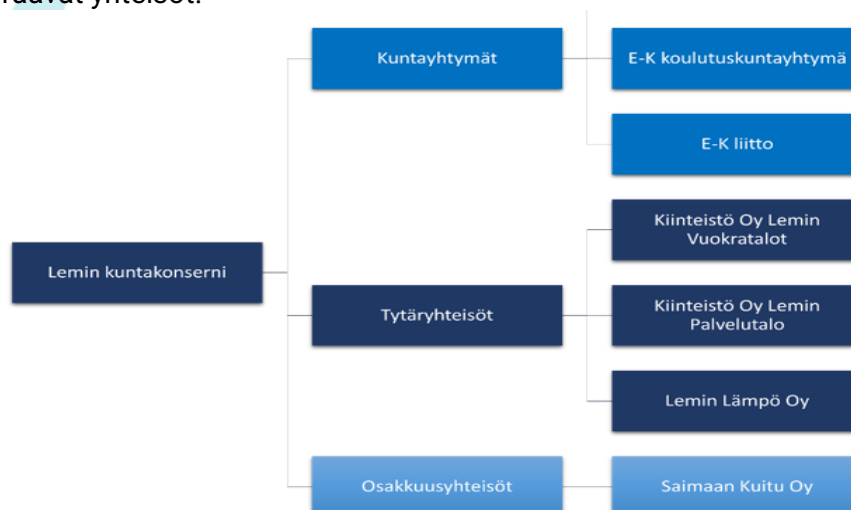 yhteisöt.
Kuntayhtymät
E-K koulutuskuntayhtymä
E-K liitto
Lemin kuntakonserni
Tytäryhteisöt
Kiinteistö Oy Lemin
Vuokratalot
Kiinteistö Oy Lemin
Palvelutalo
Lemin Lämpö Oy
Osakkuusyhteisöt
Saimaan Kuitu Oy